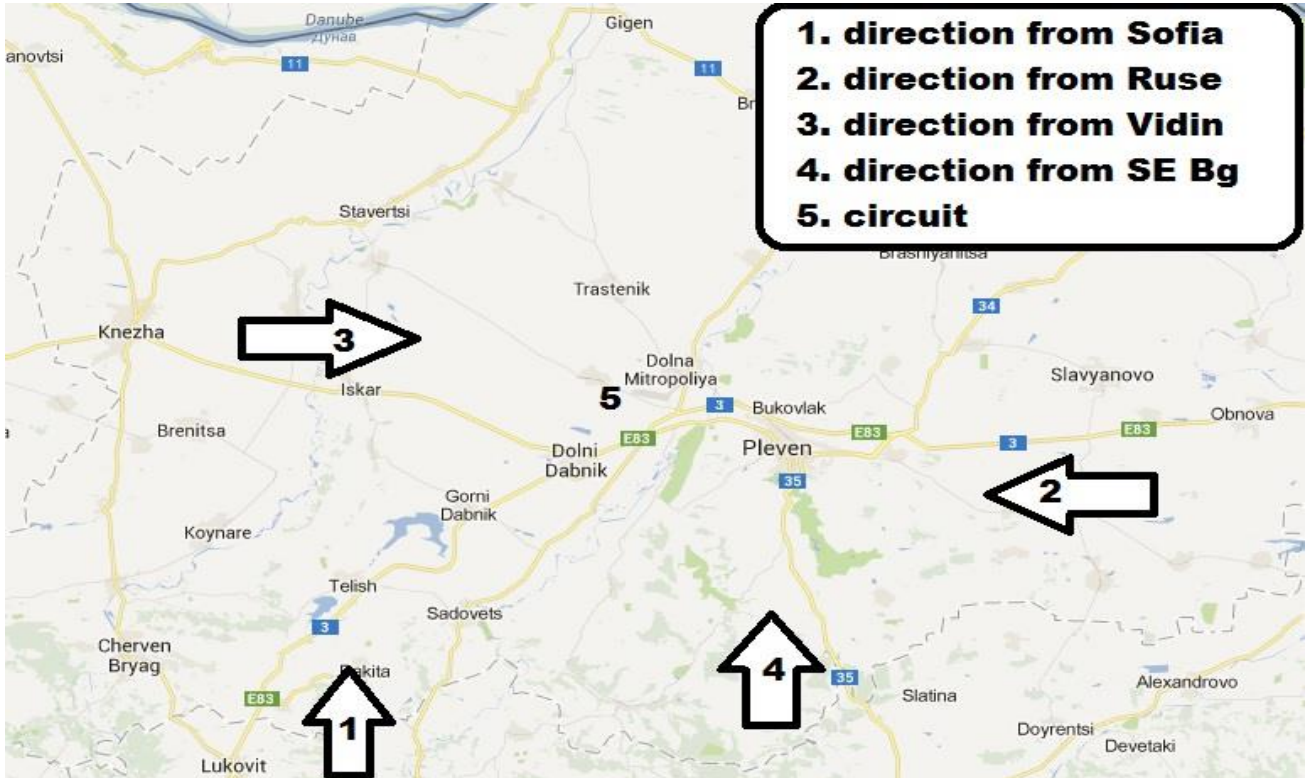 Danube
Дунав
Gigen
1. direction from Sofia
2. direction from Ruse
3. direction from Vidin
4. direction from SE Bg
5. circuit
anovtsi
11
11
Br
Stavertsi
Brashlyanitsa
Trastenik
34
Knezha
3
Dolna
Mitropoliya
Slavyanovo
Iskar
5
3
Bukovlak
Obnova
Brenitsa
E83
E83
3
E83
Dolni
Dabnik
Pleven
35
2
Gorni
Dabnik
Koynare
Telish
Sadovets
3
Cherven
Bryag
4
akita
35
E83
Slatina
Alexandrovo
1
Doyrentsi
Devetaki
Lukovit